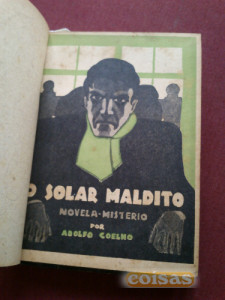 O SOLAR MALDITO
NOVELA-MISTERIO
POR
ADOLFO COELHO
coisas